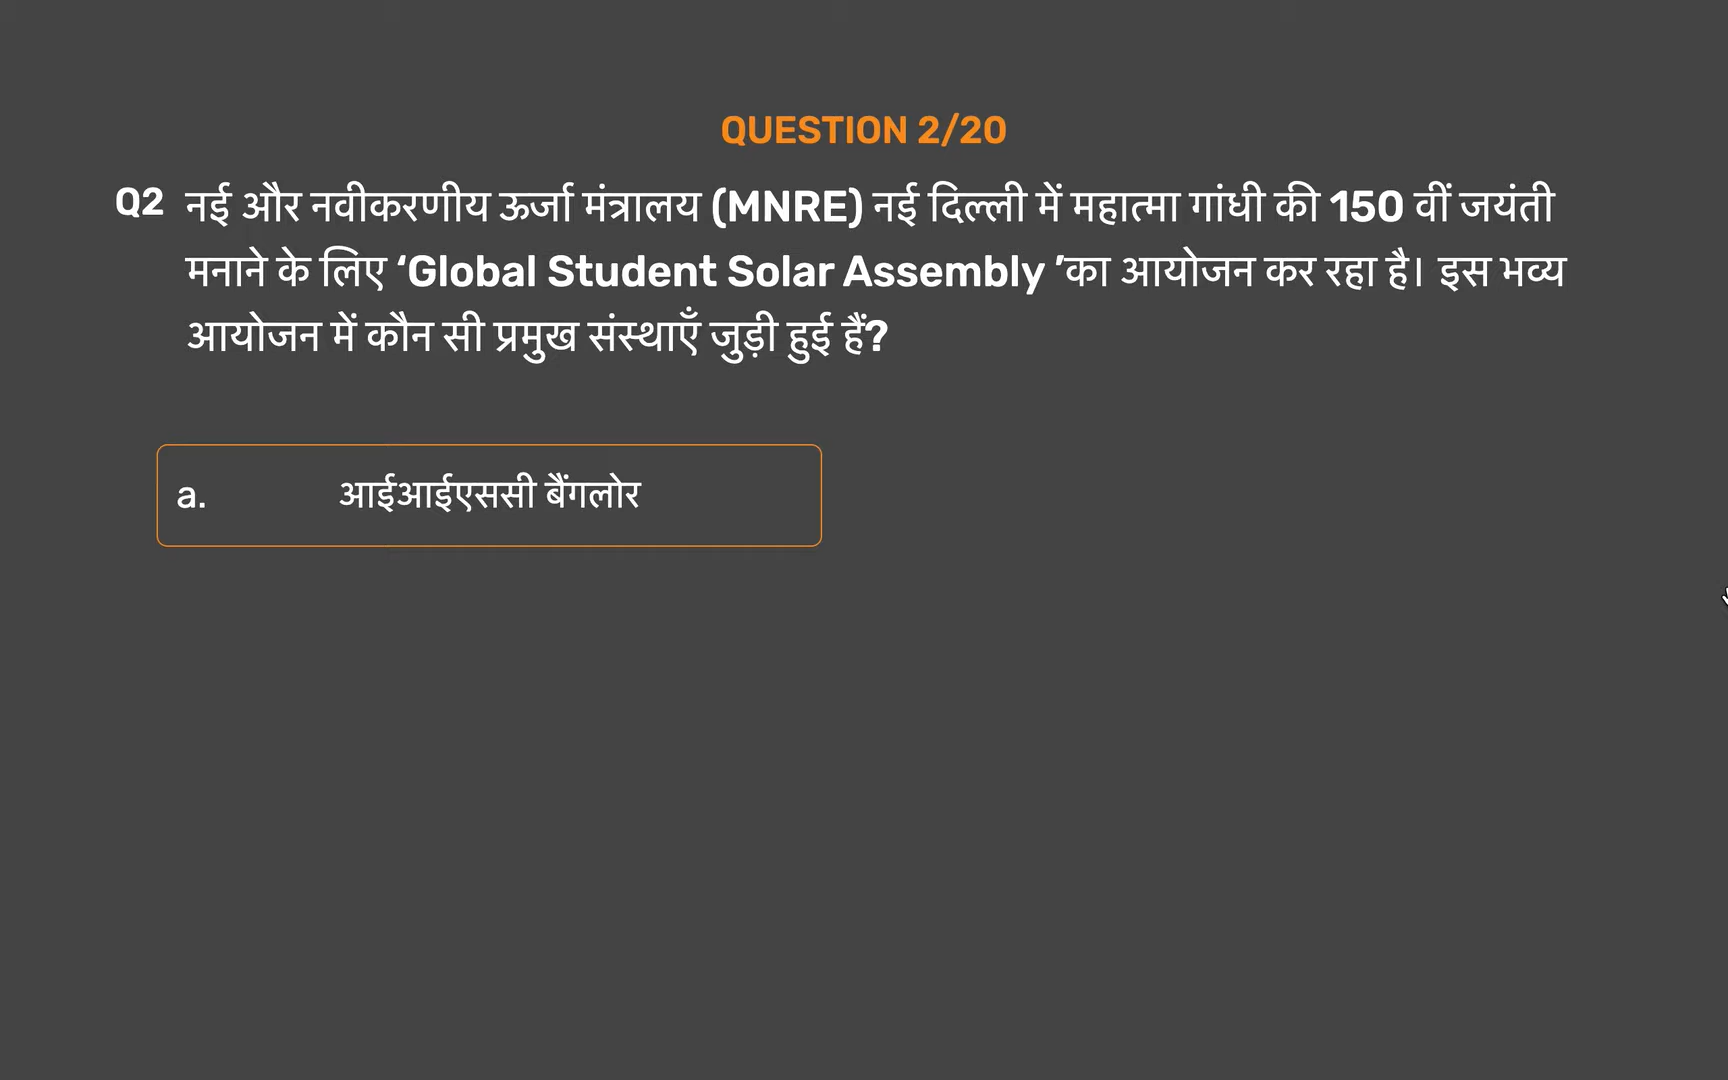 QUESTION 2/20
Q2 नई और नवीकरणीय ऊर्जा मंत्रालय (MNRE) नई दिल्ली में महात्मा गांधी की 150 वीं जयंती
मनाने के लिए ‘Global Student Solar Assembly ’का आयोजन कर रहा है। इस भव्य
आयोजन में कौन सी प्रमुख संस्थाएँ जुड़ी हुई हैं?
a. आईआईएससी बैंगलोर